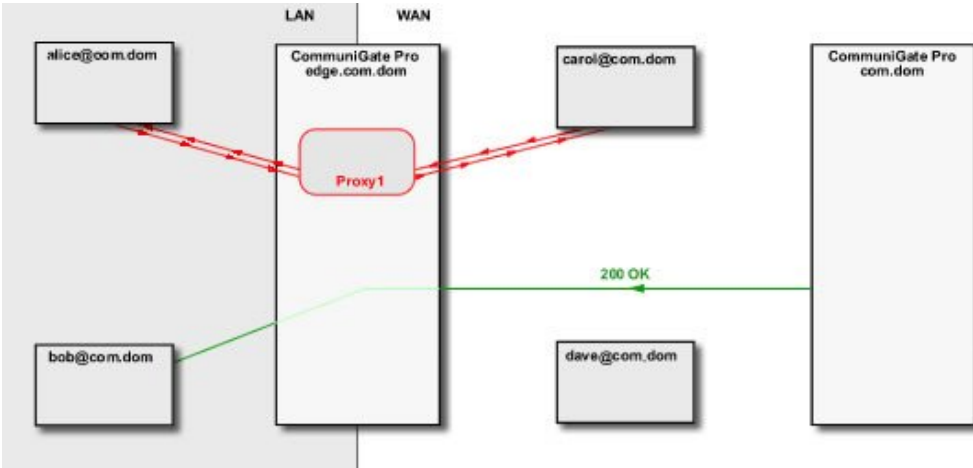 LAN
WAN
alice@com.dom
CommuniGate Pro
edge.com.dom
carol@com.dom
CommuniGate Pro
com.dom
Proxy1
200 OK
bob@com.dom
dave@com.dom